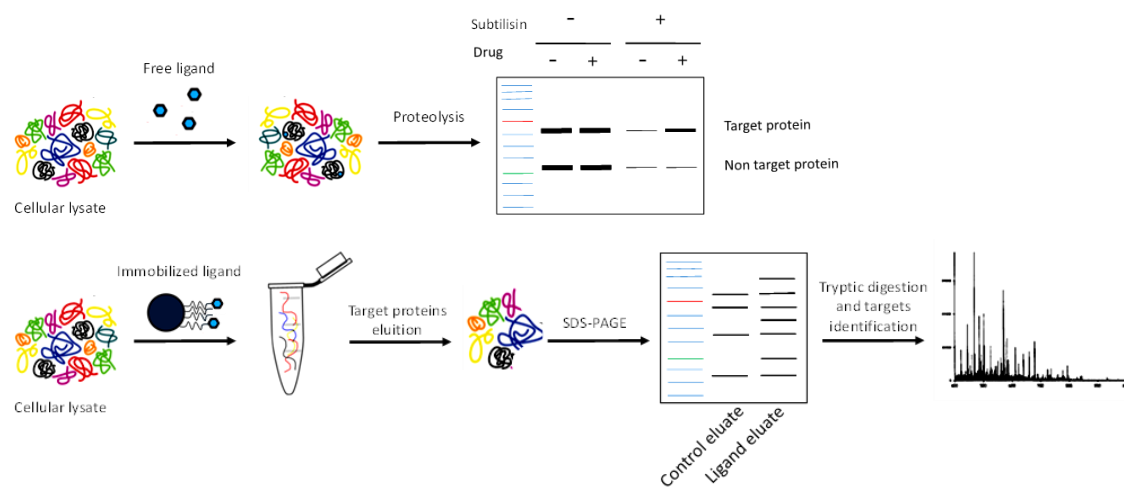 Subtilisin - +
Drug - + - +
Free ligand
Proteolysis
Target protein
Non target protein
Cellular lysate
Immobilized ligand
Target proteins
eluition
SDS-PAGE
Tryptic digestion
and targets
identification
Cellular lysate
Control eluate
Ligand eluate